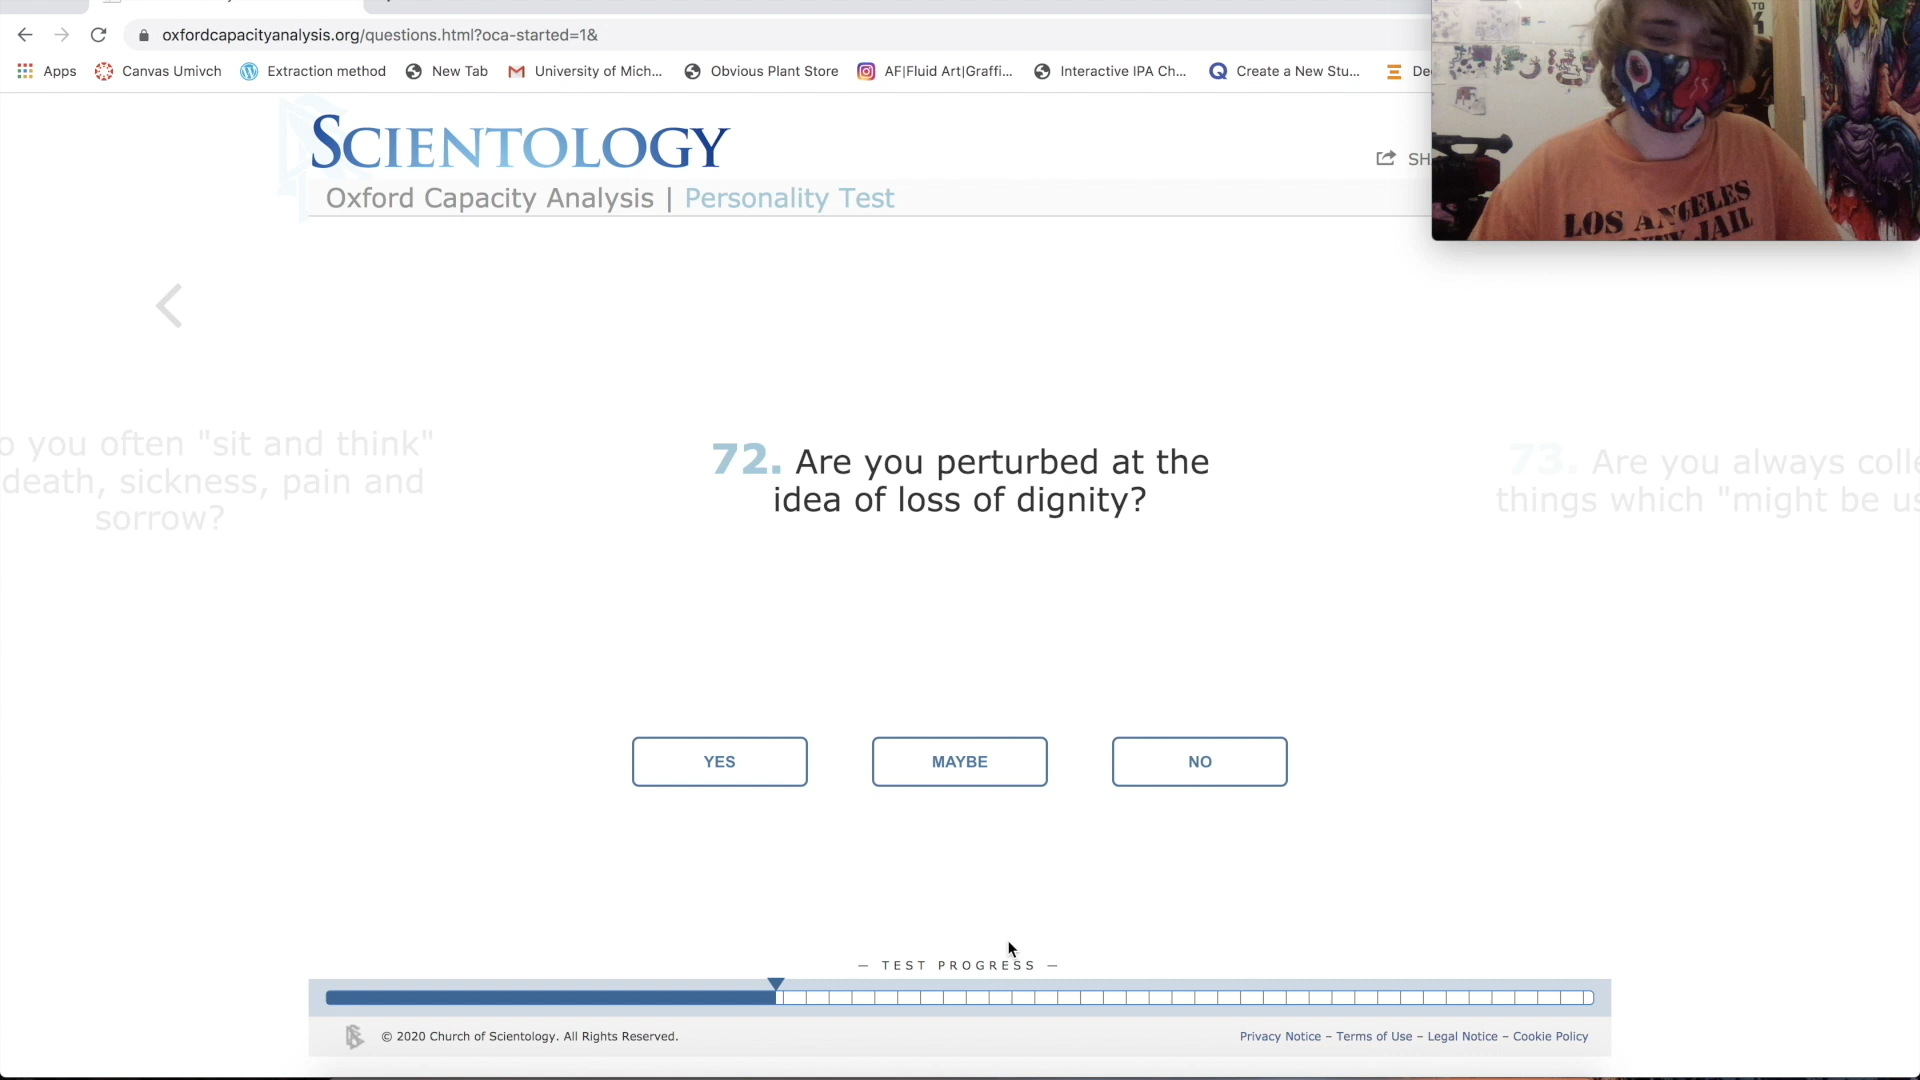 oxfordcapacityanalysis.org/questions.html?oca-started=1&
Apps Canvas Umivch Extraction method New Tab University of Mich... Obvious Plant Store AF|Fluid Art|Graffi... Interactive IPA Ch... Create a New Stu...
SCIENTOLOGY
Oxford Capacity Analysis | Personality Test
LOS ANGELES
JAIL
you often "sit and think"
death, sickness, pain and
sorrow?
72. Are you perturbed at the
idea of loss of dignity?
73. Are you always
things which "might be
YES MAYBE NO
— TEST PROGRESS —
© 2020 Church of Scientology. All Rights Reserved.
Privacy Notice – Terms of Use – Legal Notice – Cookie Policy